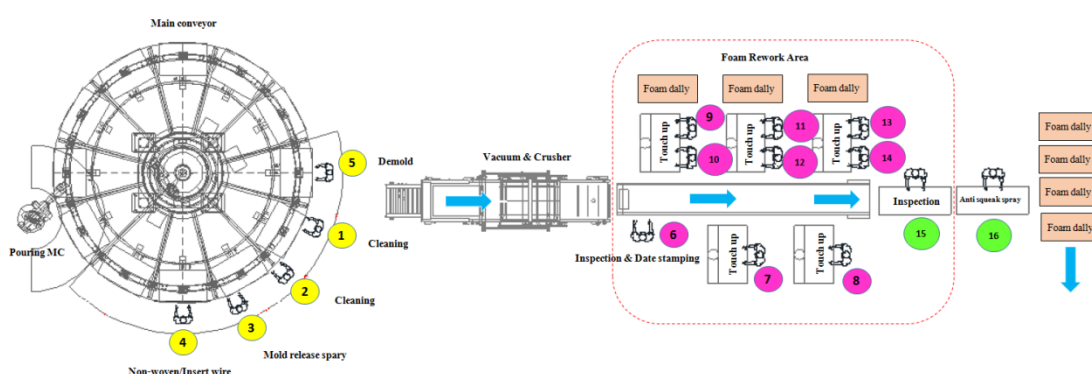 Main conveyor
Foam Rework Area
Foam dally
Foam dally
Foam dally
Foam dally
Foam dally
Foam dally
Foam dally
9
11
13
Touch up
Touch up
Touch up
10
12
14
5
Demold
Vacuum & Crusher
Pouring MC
1
Cleaning
Inspection
Anti squeak spray
6
15
16
Inspection & Date stamping
Touch up
Touch up
7
8
2
Cleaning
3
Mold release spary
4
Non-woven/Insert wire